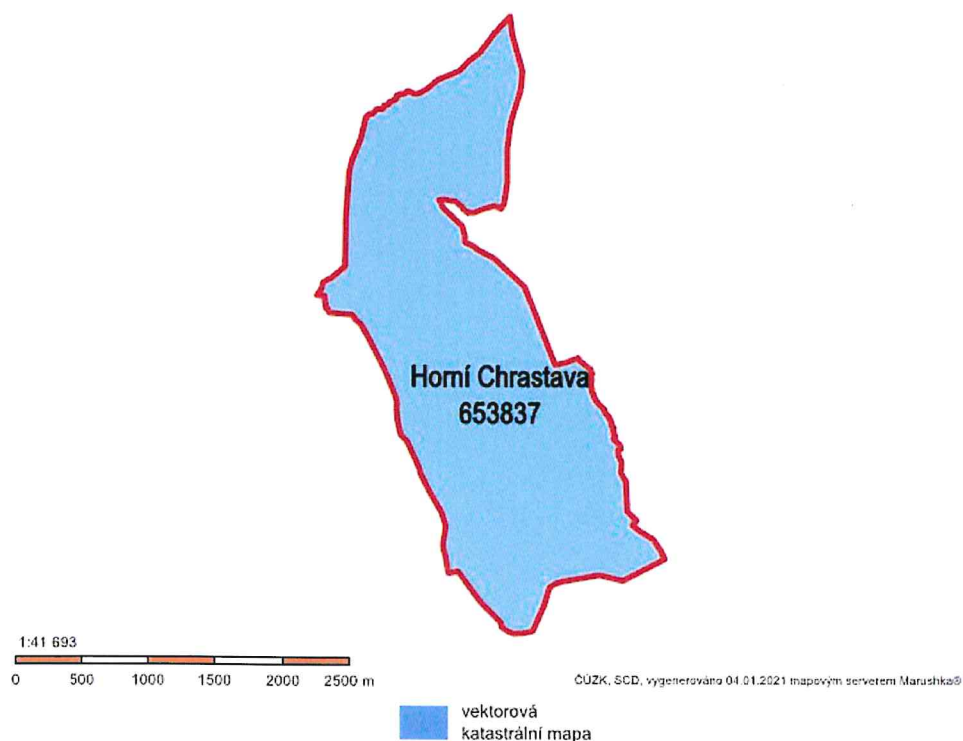 Horní Chrastava
653837
1:41 693
0 500 1000 1500 2000 2500 m
ČÚZK, SCD, vygenerováno 04.01.2021 mapovým serverem Marushka®
vektorová
katastrální mapa